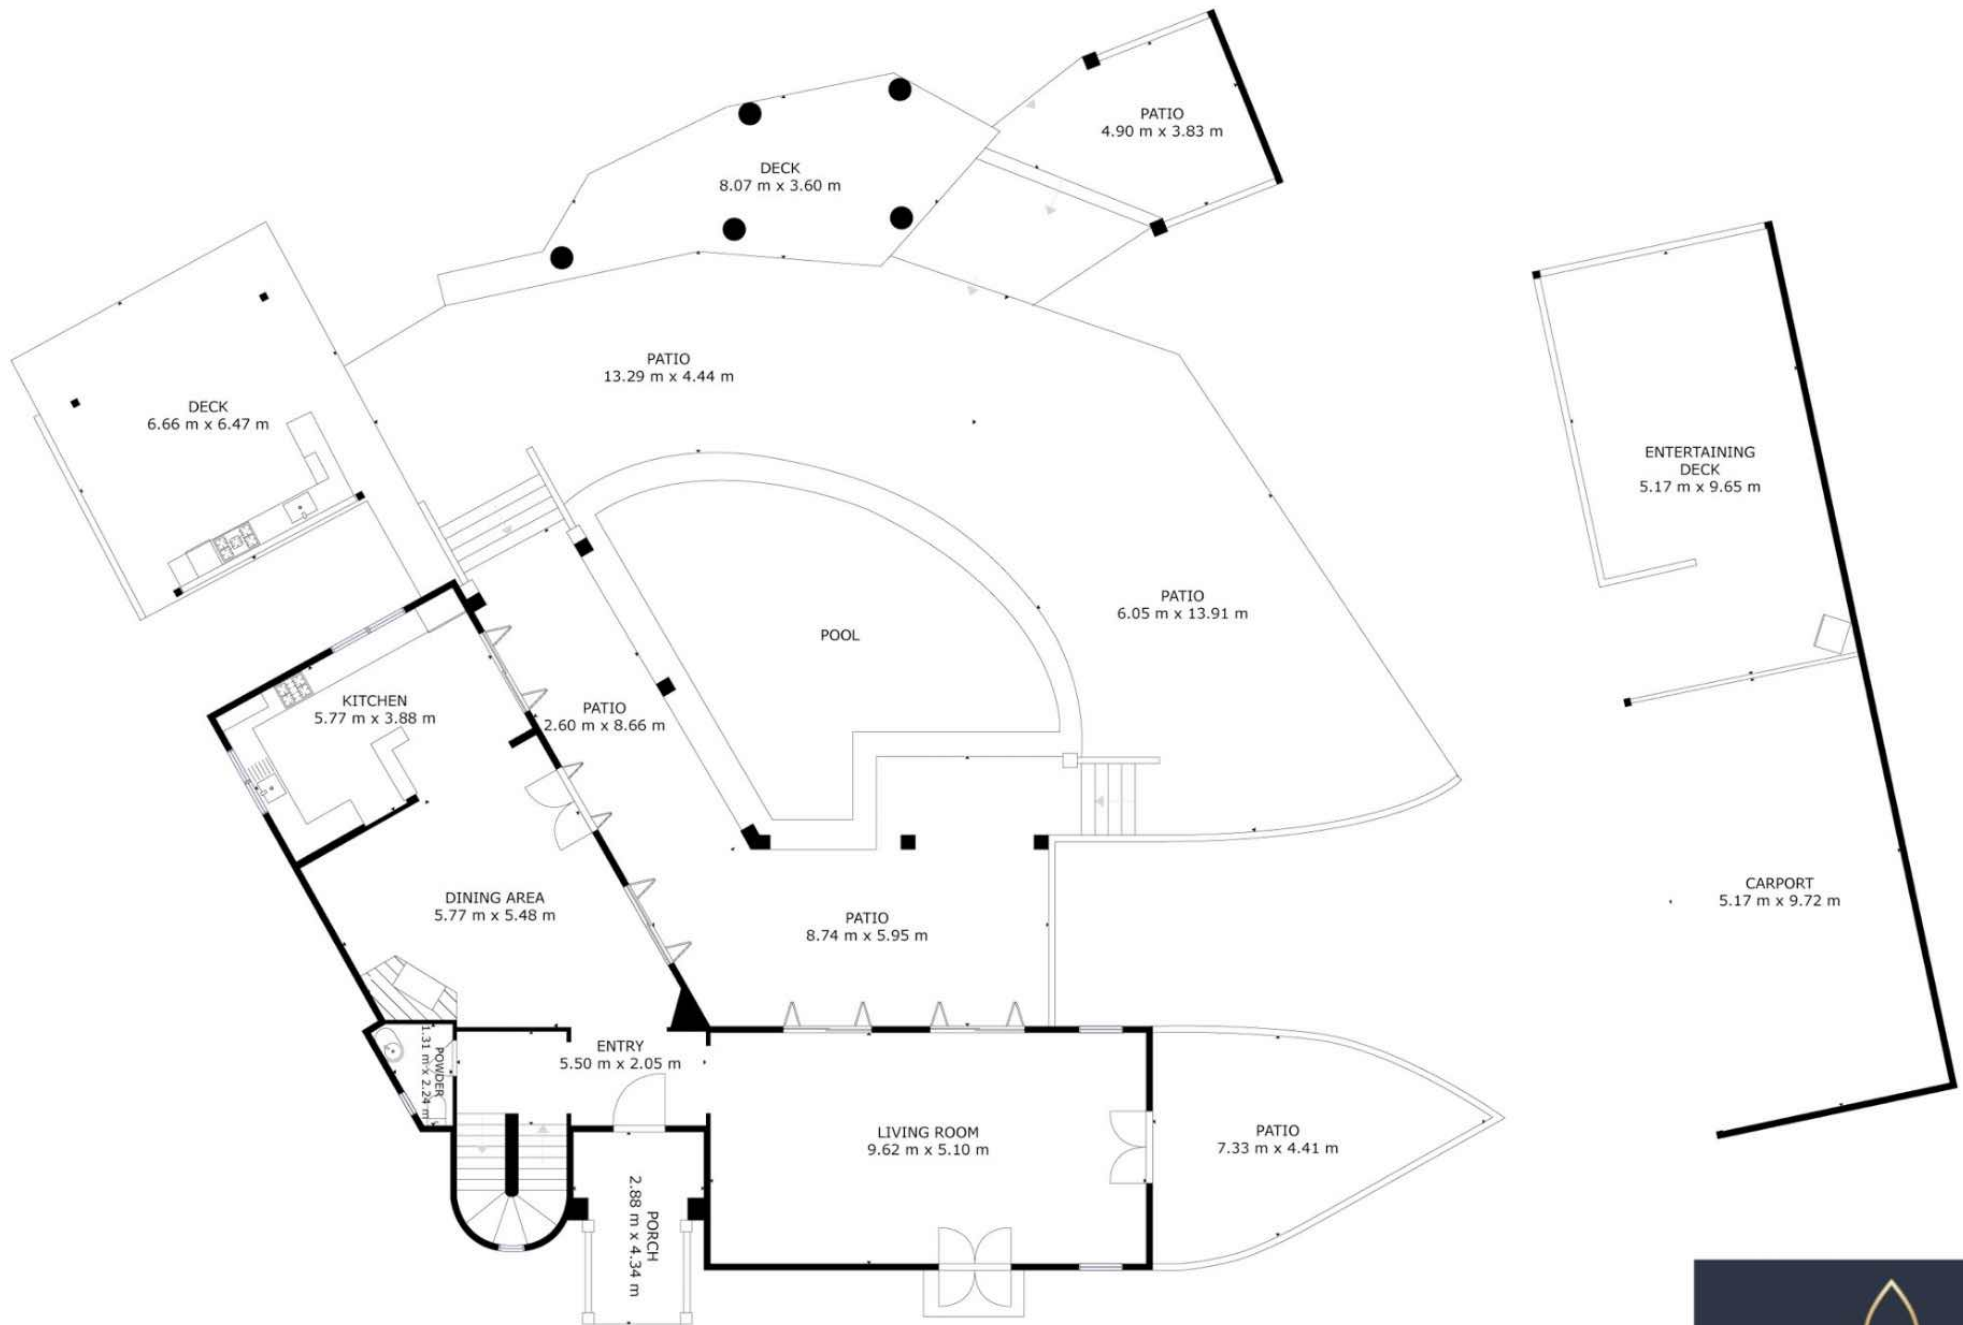 PATIO
4.90 m x 3.83 m
DECK
8.07 m x 3.60 m
PATIO
13.29 m x 4.44 m
DECK
6.66 m x 6.47 m
ENTERTAINING
DECK
5.17 m x 9.65 m
PATIO
6.05 m x 13.91 m
POOL
KITCHEN
5.77 m x 3.88 m
PATIO
2.60 m x 8.66 m
DINING AREA
5.77 m x 5.48 m
PATIO
8.74 m x 5.95 m
CARPORT
5.17 m x 9.72 m
POWDER
1.31 m x 2.24 m
ENTRY
5.50 m x 2.05 m
LIVING ROOM
9.62 m x 5.10 m
PATIO
7.33 m x 4.41 m
PORCH
2.88 m x 4.34 m